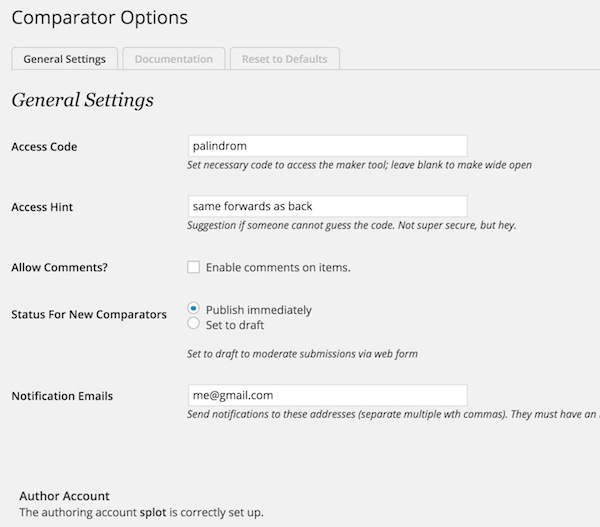 Comparator Options
General Settings
Documentation
Reset to Defaults
General Settings
Access Code
palindrom
Set necessary code to access the maker tool; leave blank to make wide open
Access Hint
same forwards as back
Suggestion if someone cannot guess the code. Not super secure, but hey.
Allow Comments?
Enable comments on items.
Status For New Comparators
Publish immediately
Set to draft
Set to draft to moderate submissions via web form
Notification Emails
me@gmail.com
Send notifications to these addresses (separate multiple wth commas). They must have an
Author Account
The authoring account splot is correctly set up.